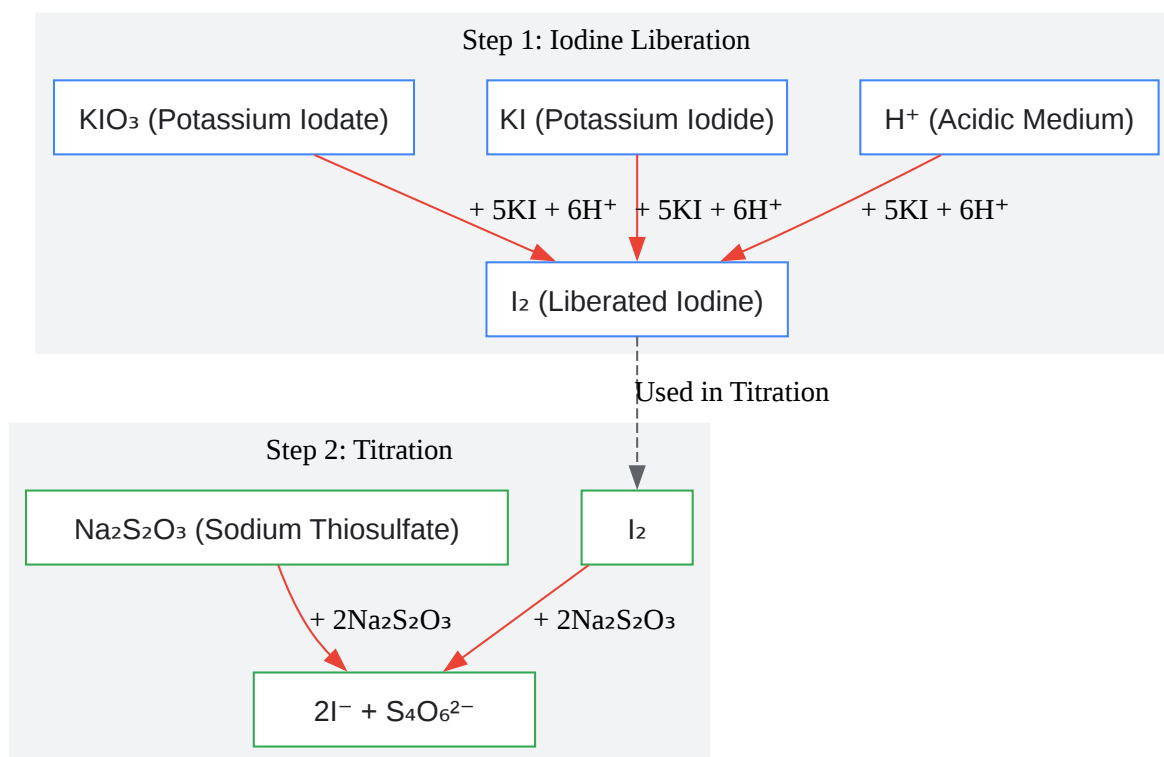 Step 1: Iodine Liberation
KIO₃ (Potassium Iodate)
KI (Potassium Iodide)
H⁺ (Acidic Medium)
+ 5KI + 6H⁺
+ 5KI + 6H⁺
+ 5KI + 6H⁺
I₂ (Liberated Iodine)
Used in Titration
Step 2: Titration
Na₂S₂O₃ (Sodium Thiosulfate)
I₂
+ 2Na₂S₂O₃
+ 2Na₂S₂O₃
2I⁻ + S₄O₆²⁻